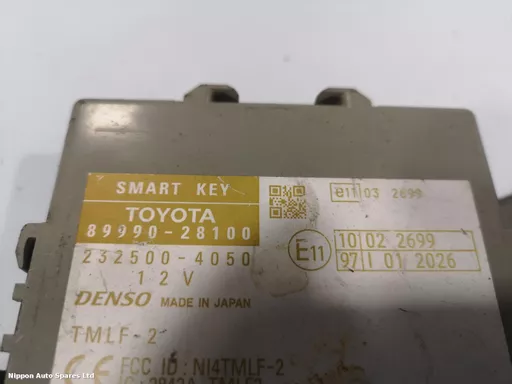 SMART KEY
e11 03 2699
TOYOTA
89990-28100
232500-4050
12V
E11
10 02 2699
97 I 01 2026
DENSO MADE IN JAPAN
TMLF-2
CE FCC ID : NI4TMLF-2
Nippon Auto Spares Ltd